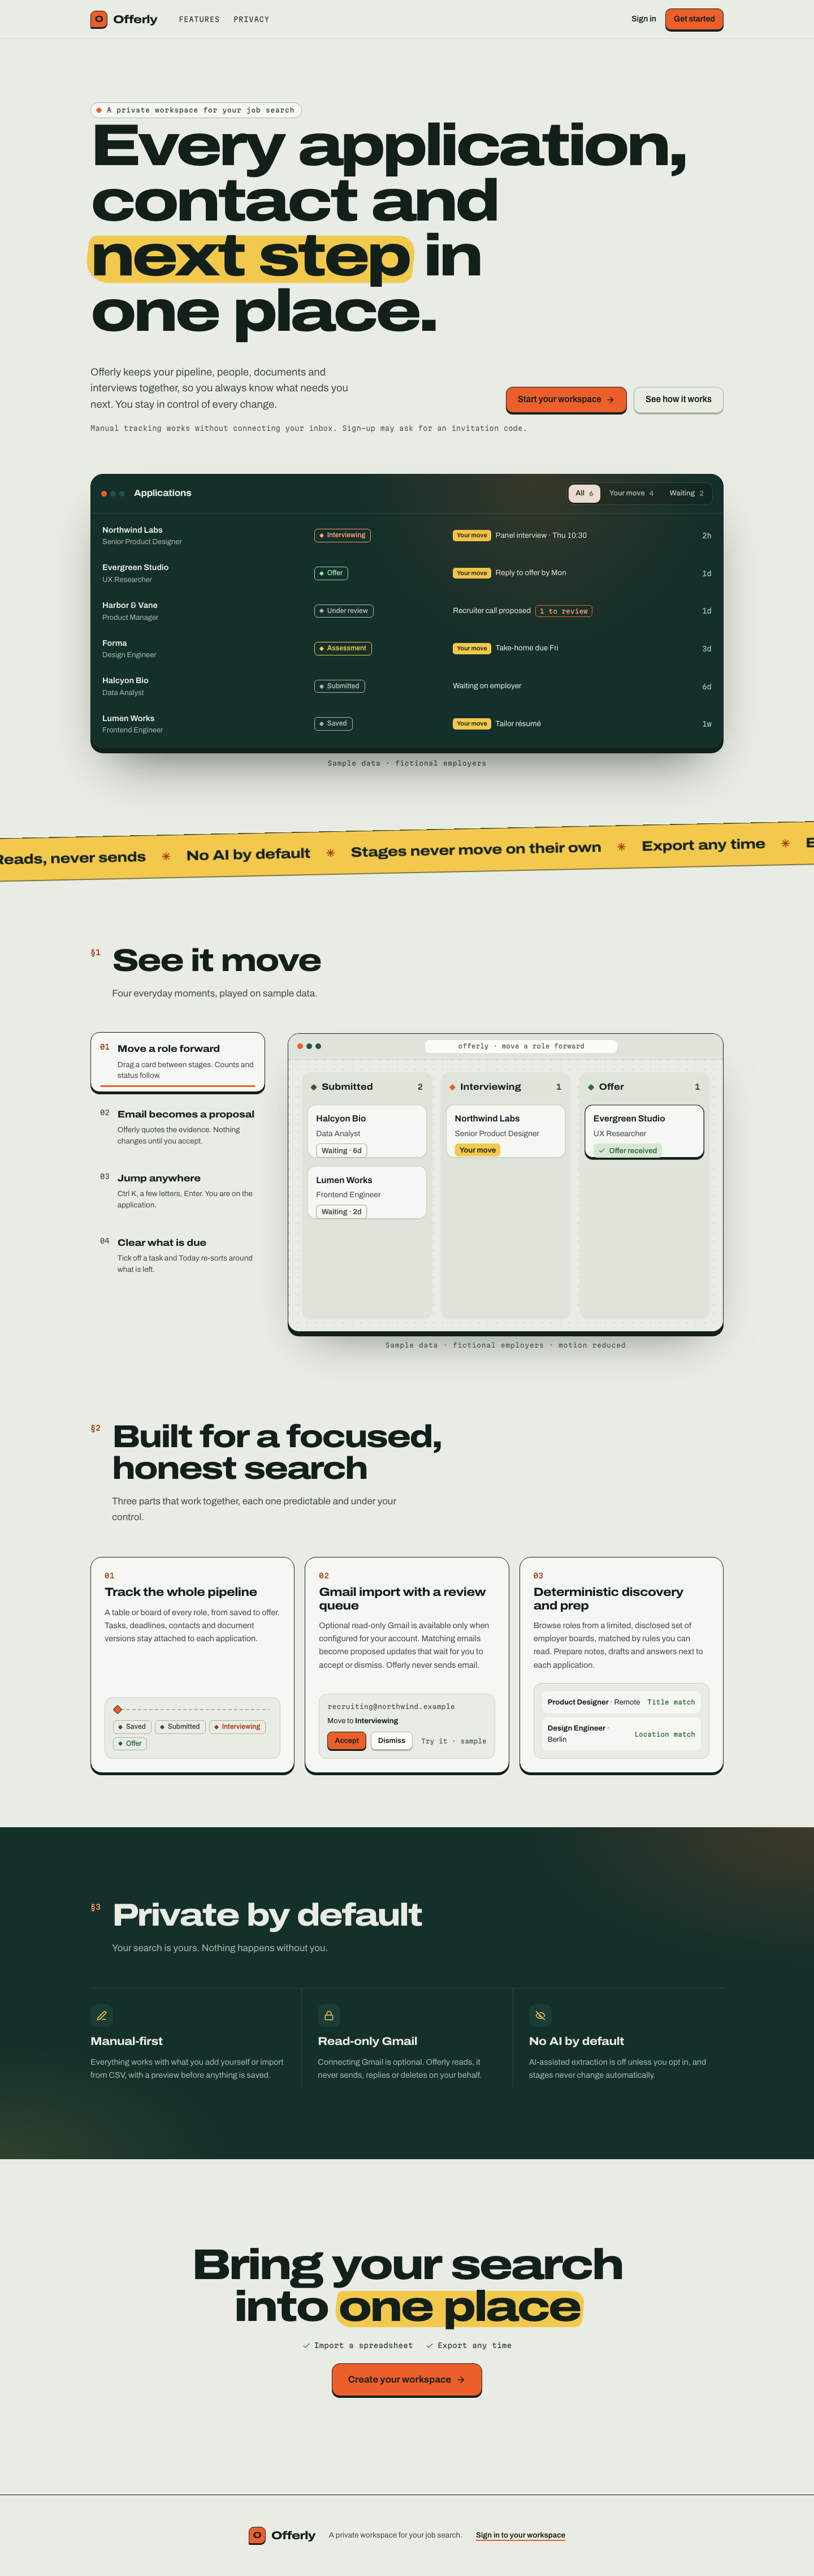 O Offerly FEATURES PRIVACY Sign in Get started
A private workspace for your job search
Every application,
contact and
next step in
one place.
Offerly keeps your pipeline, people, documents and
interviews together, so you always know what needs you
next. You stay in control of every change.
Start your workspace → See how it works
Manual tracking works without connecting your inbox. Sign-up may ask for an invitation code.
Applications All 6 Your move 4 Waiting 2
Northwind Labs
Senior Product Designer
Interviewing Your move Panel interview · Thu 10:30 2h
Evergreen Studio
UX Researcher
Offer Your move Reply to offer by Mon 1d
Harbor & Vane
Product Manager
Under review Recruiter call proposed 1 to review 1d
Forma
Design Engineer
Assessment Your move Take-home due Fri 3d
Halcyon Bio
Data Analyst
Submitted Waiting on employer 6d
Lumen Works
Frontend Engineer
Saved Your move Tailor résumé 1w
Sample data · fictional employers
Reads, never sends ✳ No AI by default ✳ Stages never move on their own ✳ Export any time ✳
§1 See it move
Four everyday moments, played on sample data.
01 Move a role forward
Drag a card between stages. Counts and
status follow.
02 Email becomes a proposal
Offerly quotes the evidence. Nothing
changes until you accept.
03 Jump anywhere
Ctrl K, a few letters, Enter. You are on the
application.
04 Clear what is due
Tick off a task and Today re-sorts around
what is left.
offerly · move a role forward
Submitted 2
Halcyon Bio
Data Analyst
Waiting · 6d
Lumen Works
Frontend Engineer
Waiting · 2d
Interviewing 1
Northwind Labs
Senior Product Designer
Your move
Offer 1
Evergreen Studio
UX Researcher
✓ Offer received
Sample data · fictional employers · motion reduced
§2 Built for a focused,
honest search
Three parts that work together, each one predictable and under your
control.
01
Track the whole pipeline
A table or board of every role, from saved to offer.
Tasks, deadlines, contacts and document
versions stay attached to each application.
Saved Submitted Interviewing
Offer
02
Gmail import with a review
queue
Optional read-only Gmail is available only when
configured for your account. Matching emails
become proposed updates that wait for you to
accept or dismiss. Offerly never sends email.
recruiting@northwind.example
Move to Interviewing
Accept Dismiss Try it · sample
03
Deterministic discovery
and prep
Browse roles from a limited, disclosed set of
employer boards, matched by rules you can
read. Prepare notes, drafts and answers next to
each application.
Product Designer · Remote Title match
Design Engineer ·
Berlin
Location match
§3 Private by default
Your search is yours. Nothing happens without you.
Manual-first
Everything works with what you add yourself or import
from CSV, with a preview before anything is saved.
Read-only Gmail
Connecting Gmail is optional. Offerly reads, it
never sends, replies or deletes on your behalf.
No AI by default
AI-assisted extraction is off unless you opt in, and
stages never change automatically.
Bring your search
into one place
✓ Import a spreadsheet ✓ Export any time
Create your workspace →
O Offerly A private workspace for your job search. Sign in to your workspace